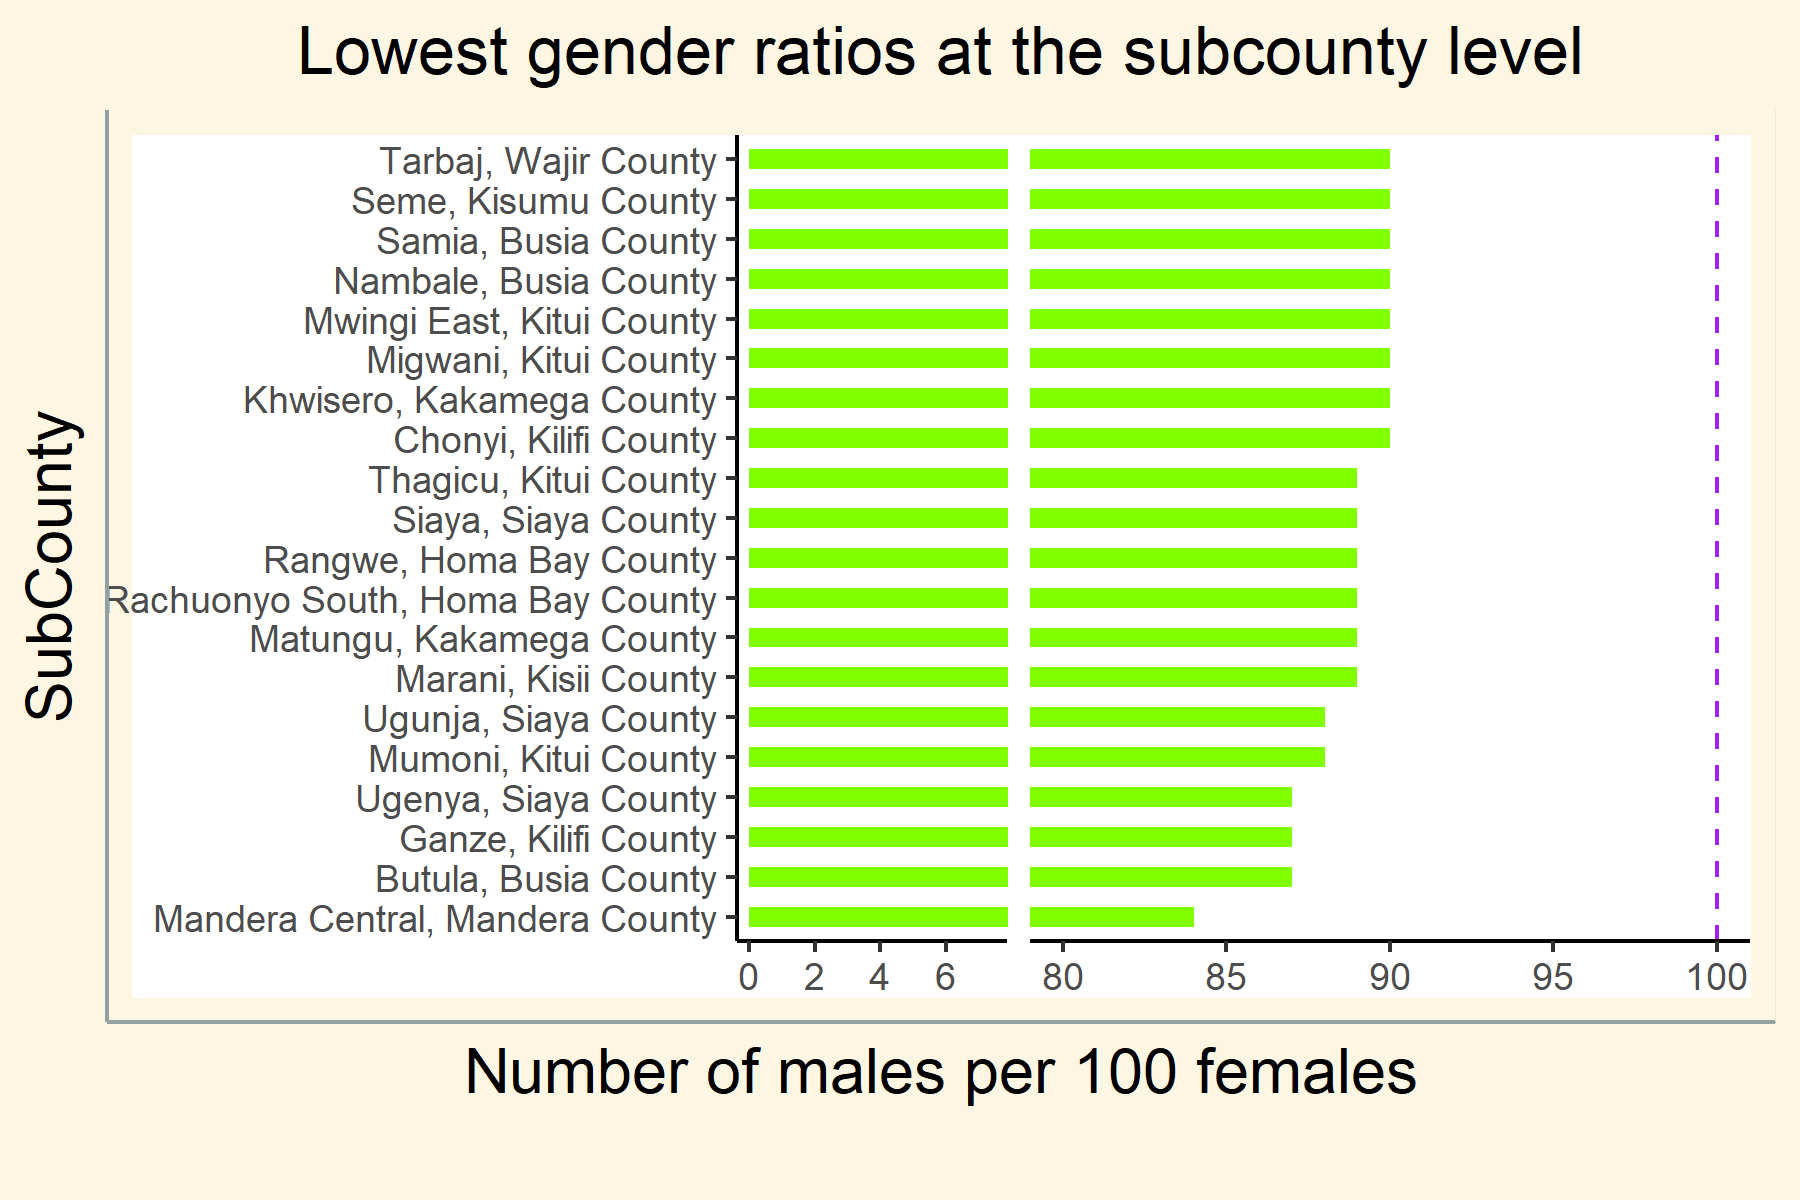 Lowest gender ratios at the subcounty level
SubCounty
Tarbaj, Wajir County
Seme, Kisumu County
Samia, Busia County
Nambale, Busia County
Mwingi East, Kitui County
Migwani, Kitui County
Khwisero, Kakamega County
Chonyi, Kilifi County
Thagicu, Kitui County
Siaya, Siaya County
Rangwe, Homa Bay County
Rachuonyo South, Homa Bay County
Matungu, Kakamega County
Marani, Kisii County
Ugunja, Siaya County
Mumoni, Kitui County
Ugenya, Siaya County
Ganze, Kilifi County
Butula, Busia County
Mandera Central, Mandera County
0 2 4 6 80 85 90 95 100
Number of males per 100 females